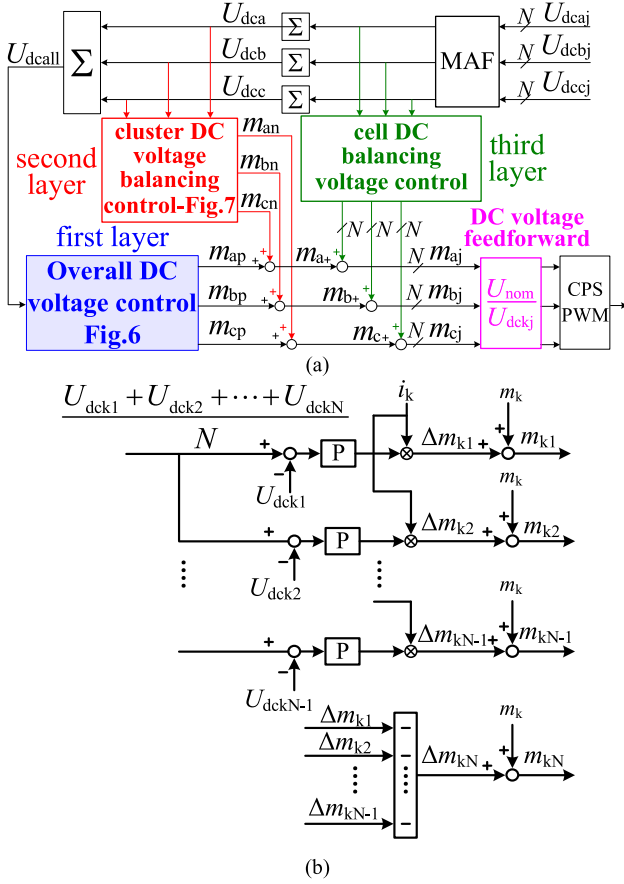 U_dcall
Σ
U_dca Σ N U_dcaj
U_dcb Σ MAF N U_dcbj
U_dcc Σ N U_dccj
second layer
cluster DC voltage balancing control-Fig.7
m_an
m_bn
m_cn
cell DC balancing voltage control
third layer
N N N
first layer
DC voltage feedforward
Overall DC voltage control Fig.6
m_ap + + m_a + + N m_aj
m_bp + + m_b + + N m_bj
m_cp + + m_c + + N m_cj
U_nom
U_dckj
CPS PWM
(a)
U_dck1 + U_dck2 + ··· + U_dckN
N
i_k
m_k
+ − P ⊗ Δm_k1 + + m_k1
U_dck1
m_k
+ − P ⊗ Δm_k2 + + m_k2
U_dck2
m_k
+ − P ⊗ Δm_kN-1 + + m_kN-1
U_dckN-1
Δm_k1 −
m_k
Δm_k2 −
Δm_kN + + m_kN
Δm_kN-1 −
(b)